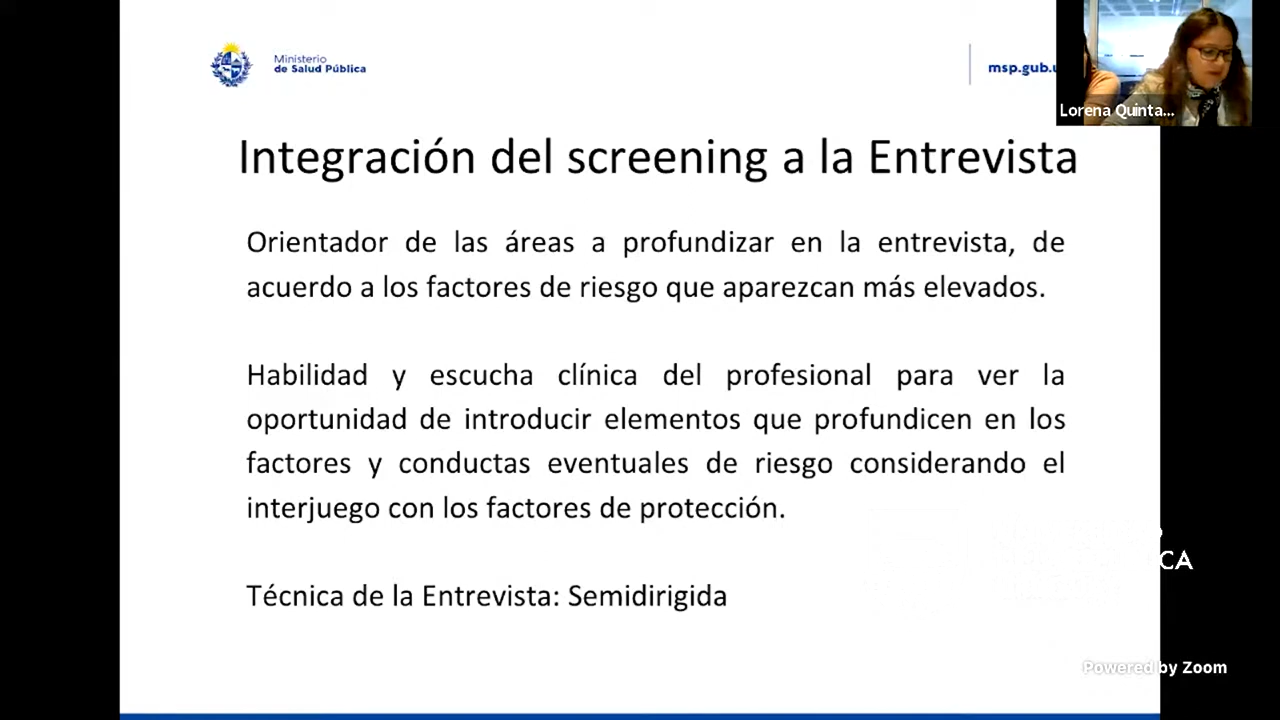 Ministerio
de Salud Pública
msp.gub.u
Lorena Quinta...
Integración del screening a la Entrevista
Orientador de las áreas a profundizar en la entrevista, de
acuerdo a los factores de riesgo que aparezcan más elevados.
Habilidad y escucha clínica del profesional para ver la
oportunidad de introducir elementos que profundicen en los
factores y conductas eventuales de riesgo considerando el
interjuego con los factores de protección.
CA
Técnica de la Entrevista: Semidirigida
Powered by Zoom